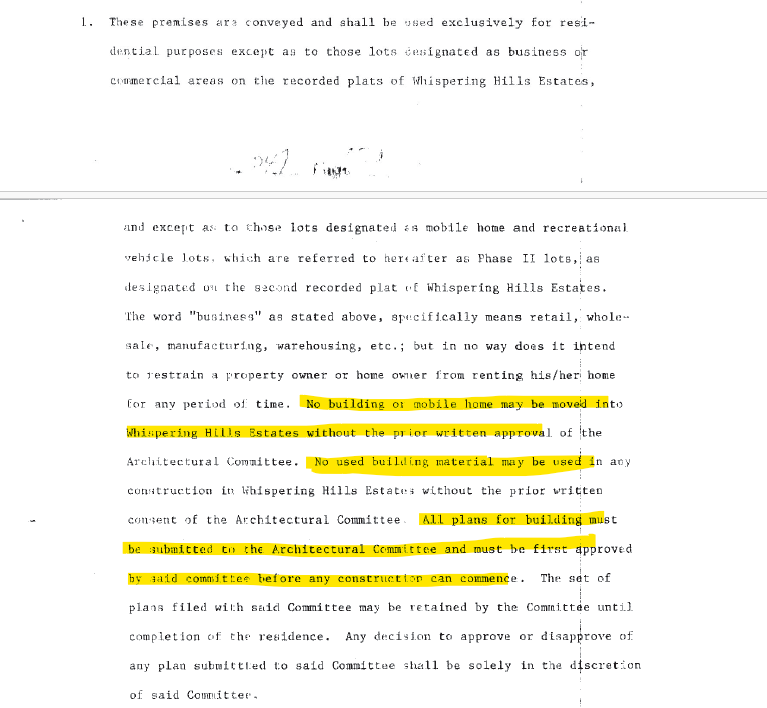 1. These premises are conveyed and shall be used exclusively for resi-
dential purposes except as to those lots designated as business or
commercial areas on the recorded plats of Whispering Hills Estates,
and except as to those lots designated as mobile home and recreational
vehicle lots, which are referred to hereafter as Phase II lots, as
designated on the second recorded plat of Whispering Hills Estates.
The word "business" as stated above, specifically means retail, whole-
sale, manufacturing, warehousing, etc.; but in no way does it intend
to restrain a property owner or home owner from renting his/her home
for any period of time. No building or mobile home may be moved into
Whispering Hills Estates without the prior written approval of the
Architectural Committee. No used building material may be used in any
construction in Whispering Hills Estates without the prior written
consent of the Architectural Committee. All plans for building must
be submitted to the Architectural Committee and must be first approved
by said committee before any construction can commence. The set of
plans filed with said Committee may be retained by the Committee until
completion of the residence. Any decision to approve or disapprove of
any plan submittted to said Committee shall be solely in the discretion
of said Committee.